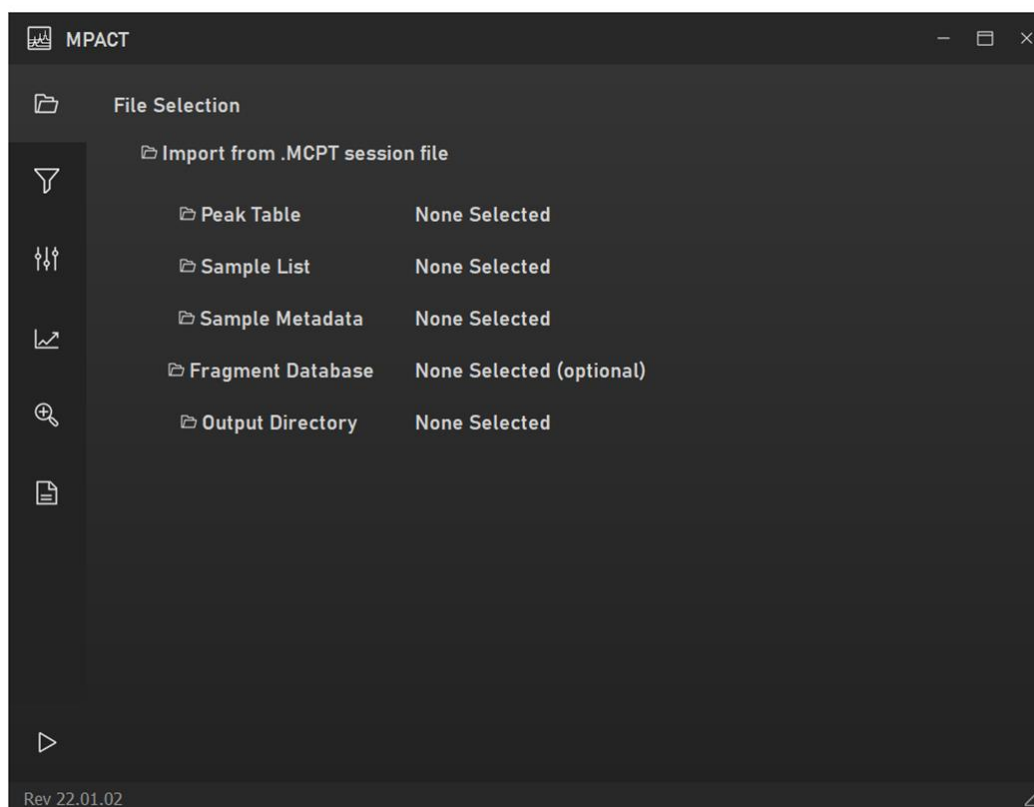 MPACT
File Selection
Import from .MCPT session file
Peak Table None Selected
Sample List None Selected
Sample Metadata None Selected
Fragment Database None Selected (optional)
Output Directory None Selected
Rev 22.01.02